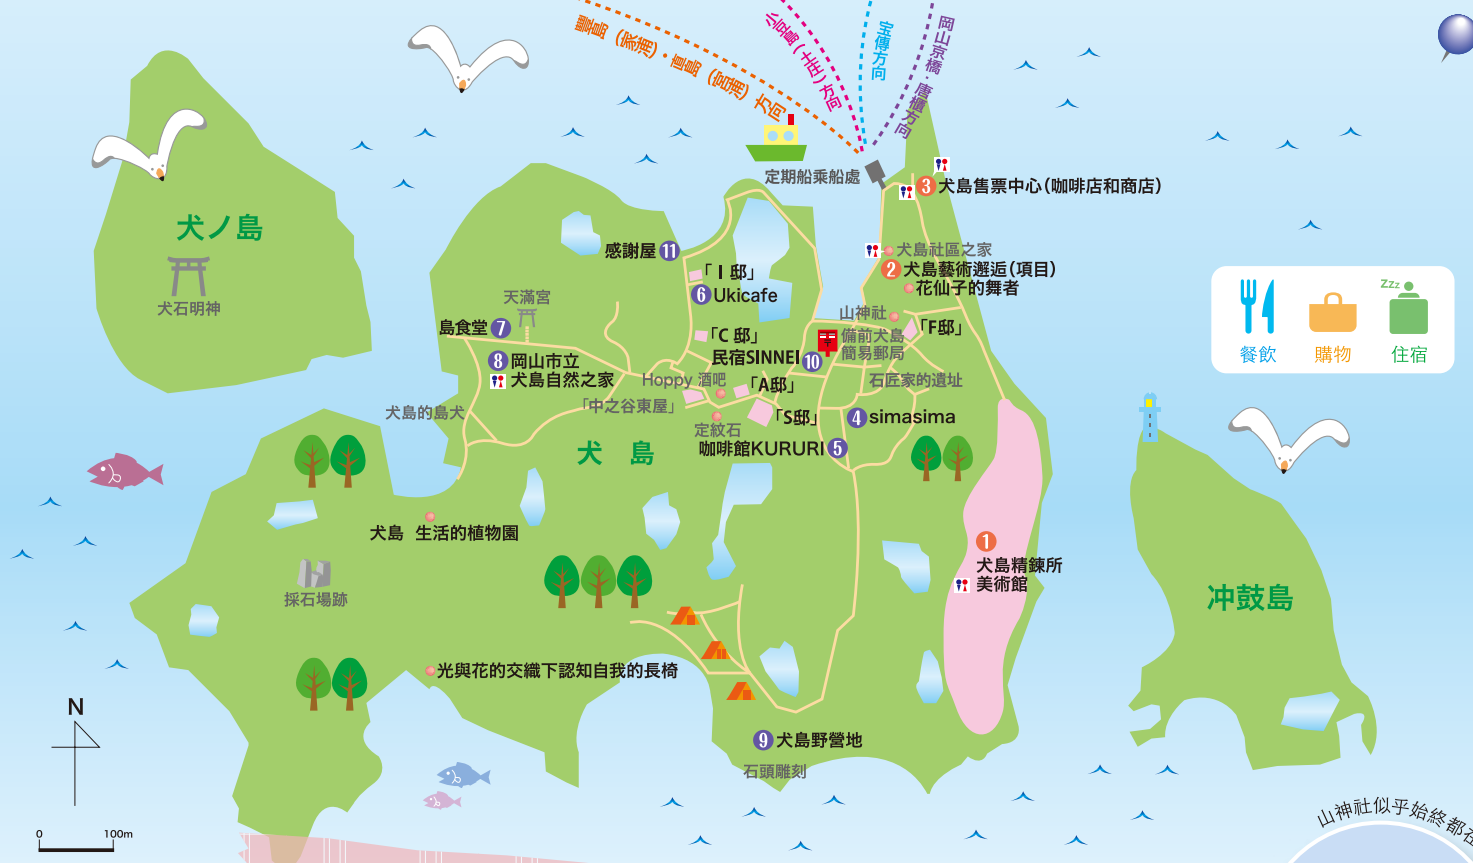 豐島（家浦）・直島（宮浦）方向
小豆島（土庄）方向
宝傳方向
岡山京橋・唐櫃方向
定期船乗船處
3 犬島售票中心（咖啡店和商店）
犬ノ島
犬石明神
感謝屋 11
犬島社區之家
2 犬島藝術邂逅（項目）
花仙子的舞者
「I 邸」
6 Ukicafe
天滿宮
島食堂 7
山神社
「F邸」
「C 邸」
備前犬島
簡易郵局
民宿SINNEI 10
8 岡山市立
犬島自然之家
Hoppy 酒吧
「A邸」
石匠家的遺址
「中之谷東屋」
犬島的島犬
「S邸」
4 simasima
定紋石
咖啡館KURURI 5
犬 島
餐飲
購物
zzz
住宿
犬島 生活的植物園
1
犬島精錬所
美術館
採石場跡
冲鼓島
光與花的交織下認知自我的長椅
9 犬島野營地
石頭雕刻
N
0 100m
山神社似乎始終都在